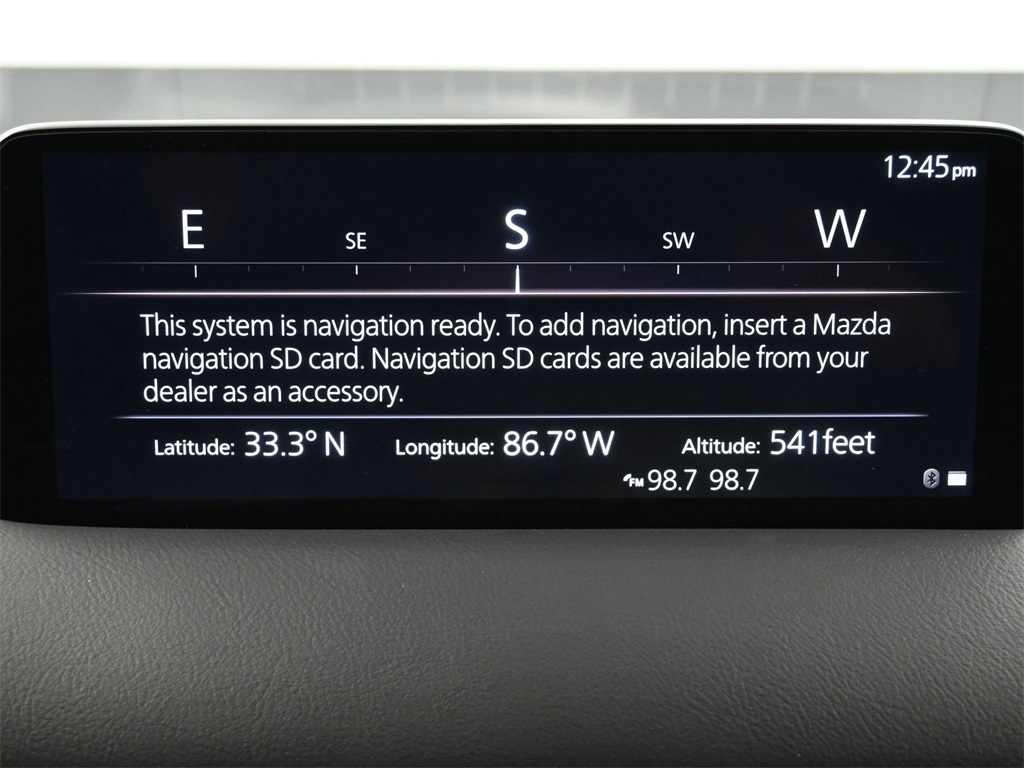 12:45pm
E SE S SW W
This system is navigation ready. To add navigation, insert a Mazda
navigation SD card. Navigation SD cards are available from your
dealer as an accessory.
Latitude: 33.3° N Longitude: 86.7° W Altitude: 541feet
FM 98.7 98.7